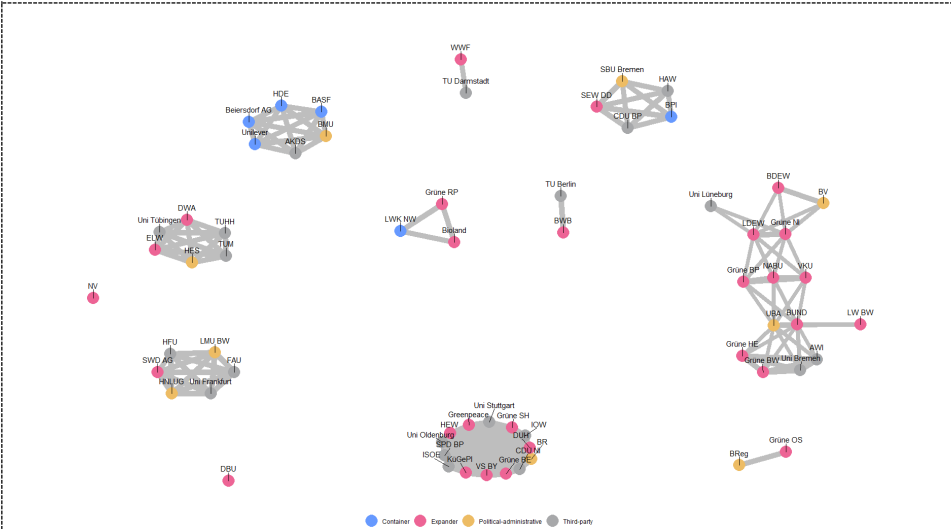 WWF
TU Darmstadt
SBU Bremen
HAW
SEW DD
BPI
CDU BP
HDE
BASF
Beiersdorf AG
BMU
Unilever
AKDS
BDEW
Uni Lüneburg
BV
LDEW
Grüne NI
Grüne BP
NABU
VKU
UBA
BUND
LW BW
Grüne HE
AWI
Grüne BW
Uni Bremen
TU Berlin
BWB
Grüne RP
LWK NW
Bioland
DWA
Uni Tübingen
TUHH
ELW
TUM
HES
NV
HFU
LMU BW
SWD AG
FAU
HNLUG
Uni Frankfurt
Uni Stuttgart
Greenpeace
Grüne SH
HEW
IOW
Uni Oldenburg
DUH
SPD BP
BR
ISOE
CDU NI
KüGePl
Grüne BE
VS BY
DBU
Grüne OS
BReg
Container
Expander
Political-administrative
Third-party